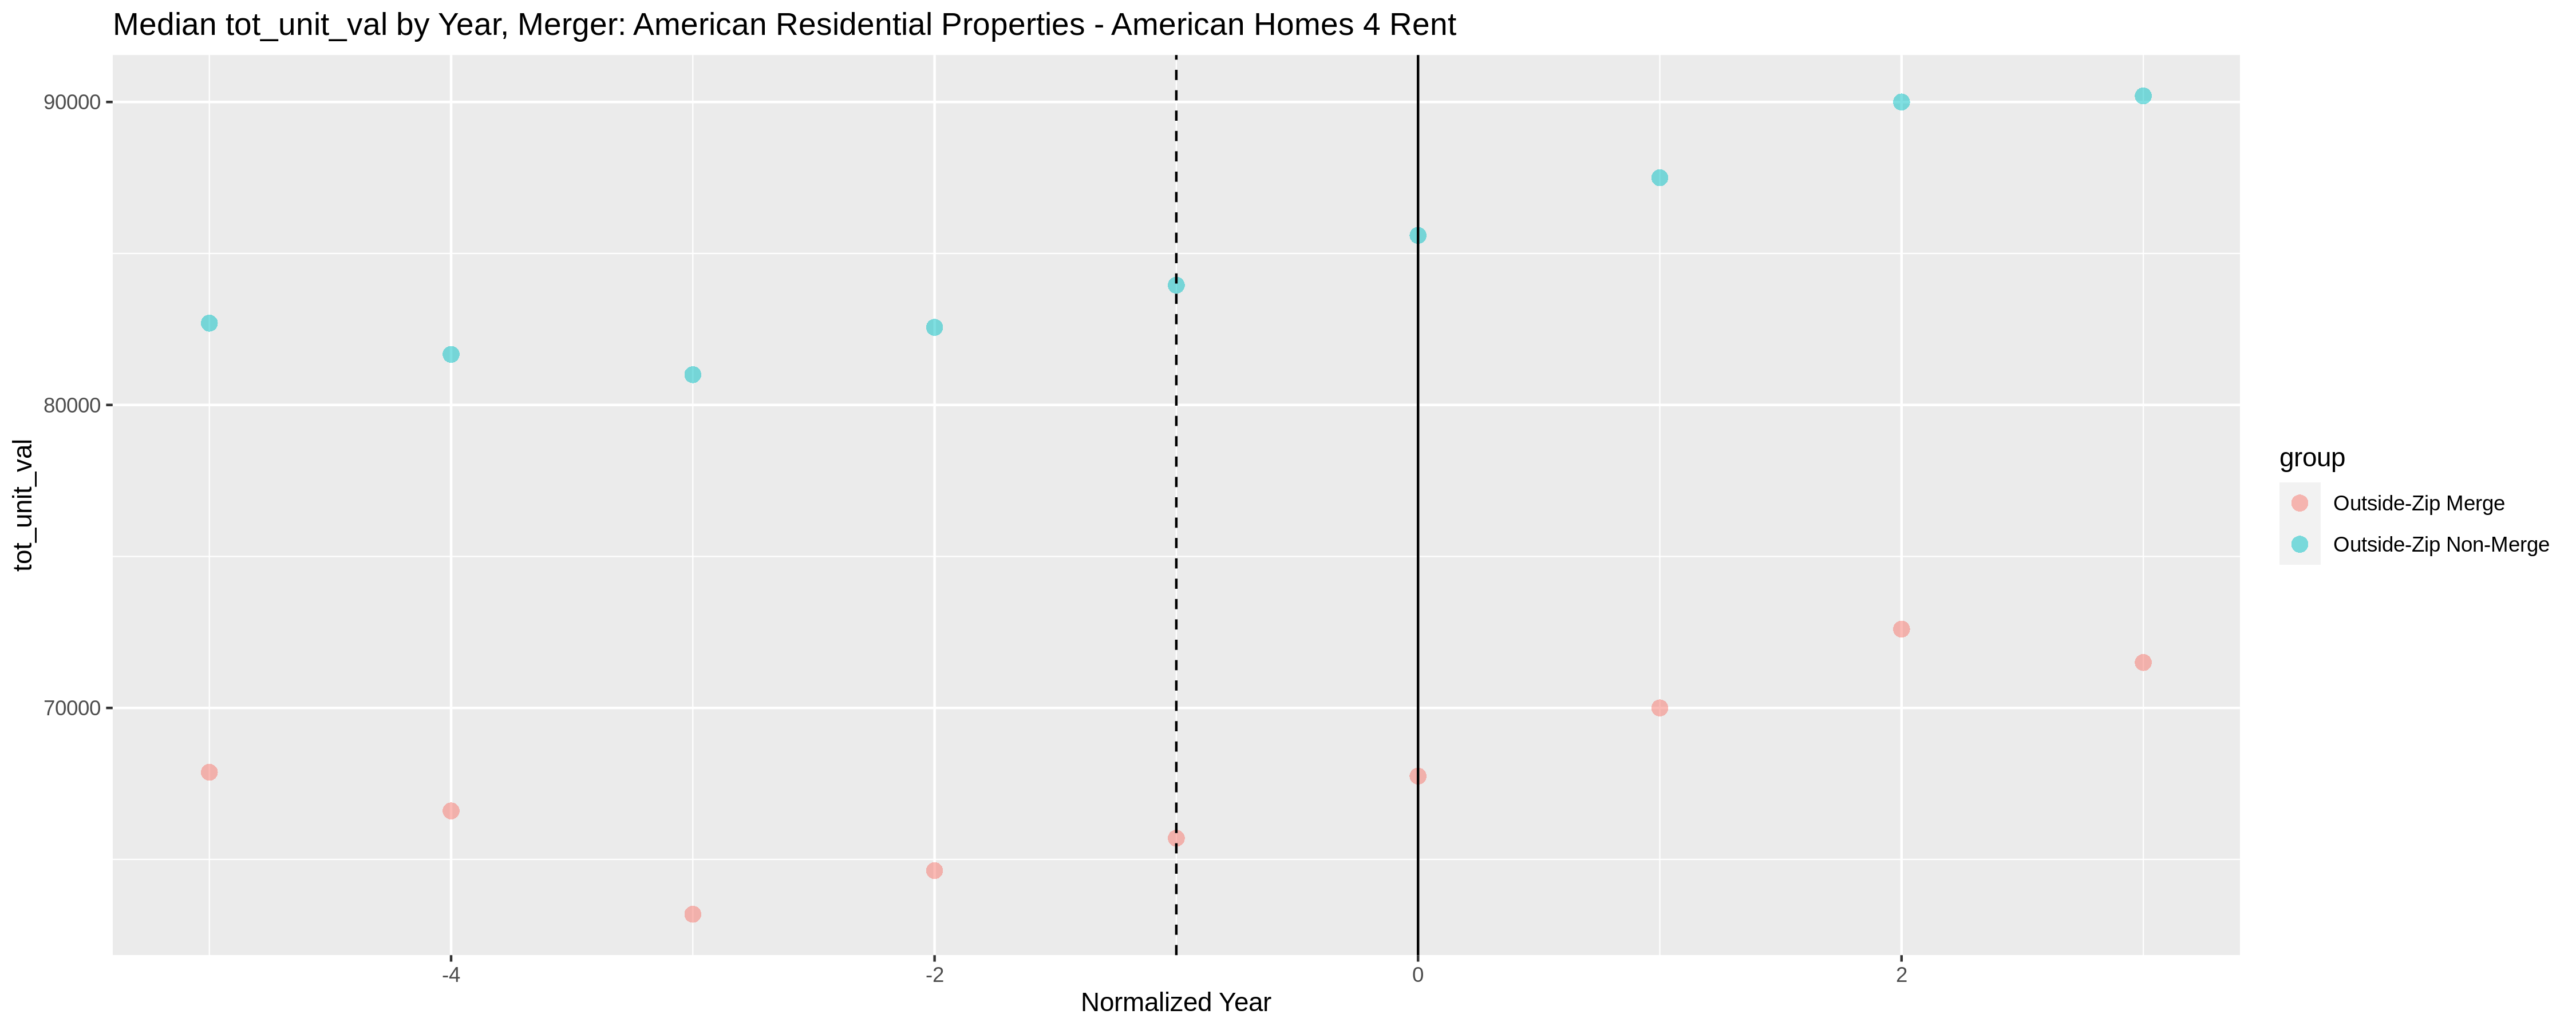 Median tot_unit_val by Year, Merger: American Residential Properties - American Homes 4 Rent
90000
80000
70000
tot_unit_val
-4
-2
0
2
Normalized Year
group
Outside-Zip Merge
Outside-Zip Non-Merge